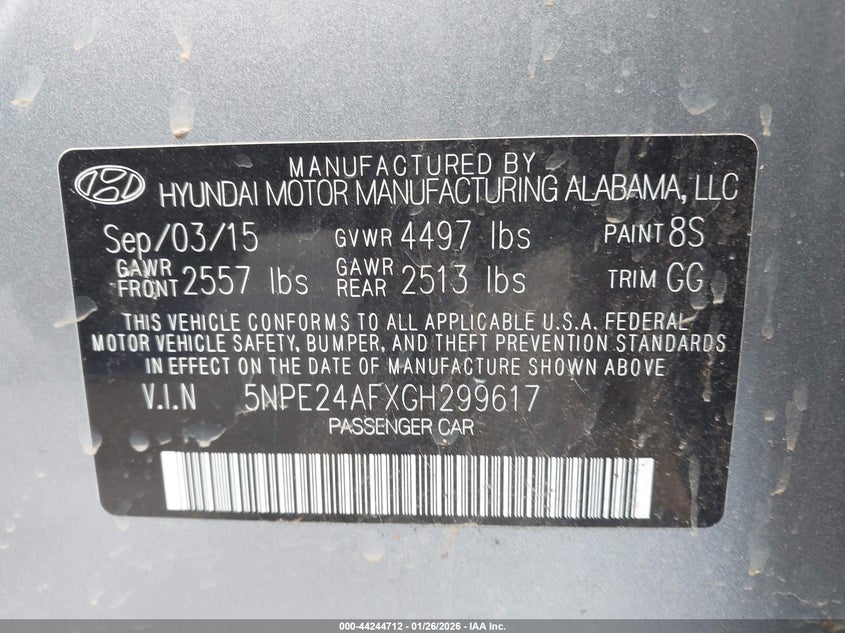 MANUFACTURED BY
HYUNDAI MOTOR MANUFACTURING ALABAMA, LLC
Sep/03/15 GVWR 4497 lbs PAINT 8S
GAWR FRONT 2557 lbs GAWR REAR 2513 lbs TRIM GG
THIS VEHICLE CONFORMS TO ALL APPLICABLE U.S.A. FEDERAL
MOTOR VEHICLE SAFETY, BUMPER, AND THEFT PREVENTION STANDARDS
IN EFFECT ON THE DATE OF MANUFACTURE SHOWN ABOVE
V.I.N 5NPE24AFXGH299617
PASSENGER CAR
000-44244712 - 01/26/2026 - IAA Inc.